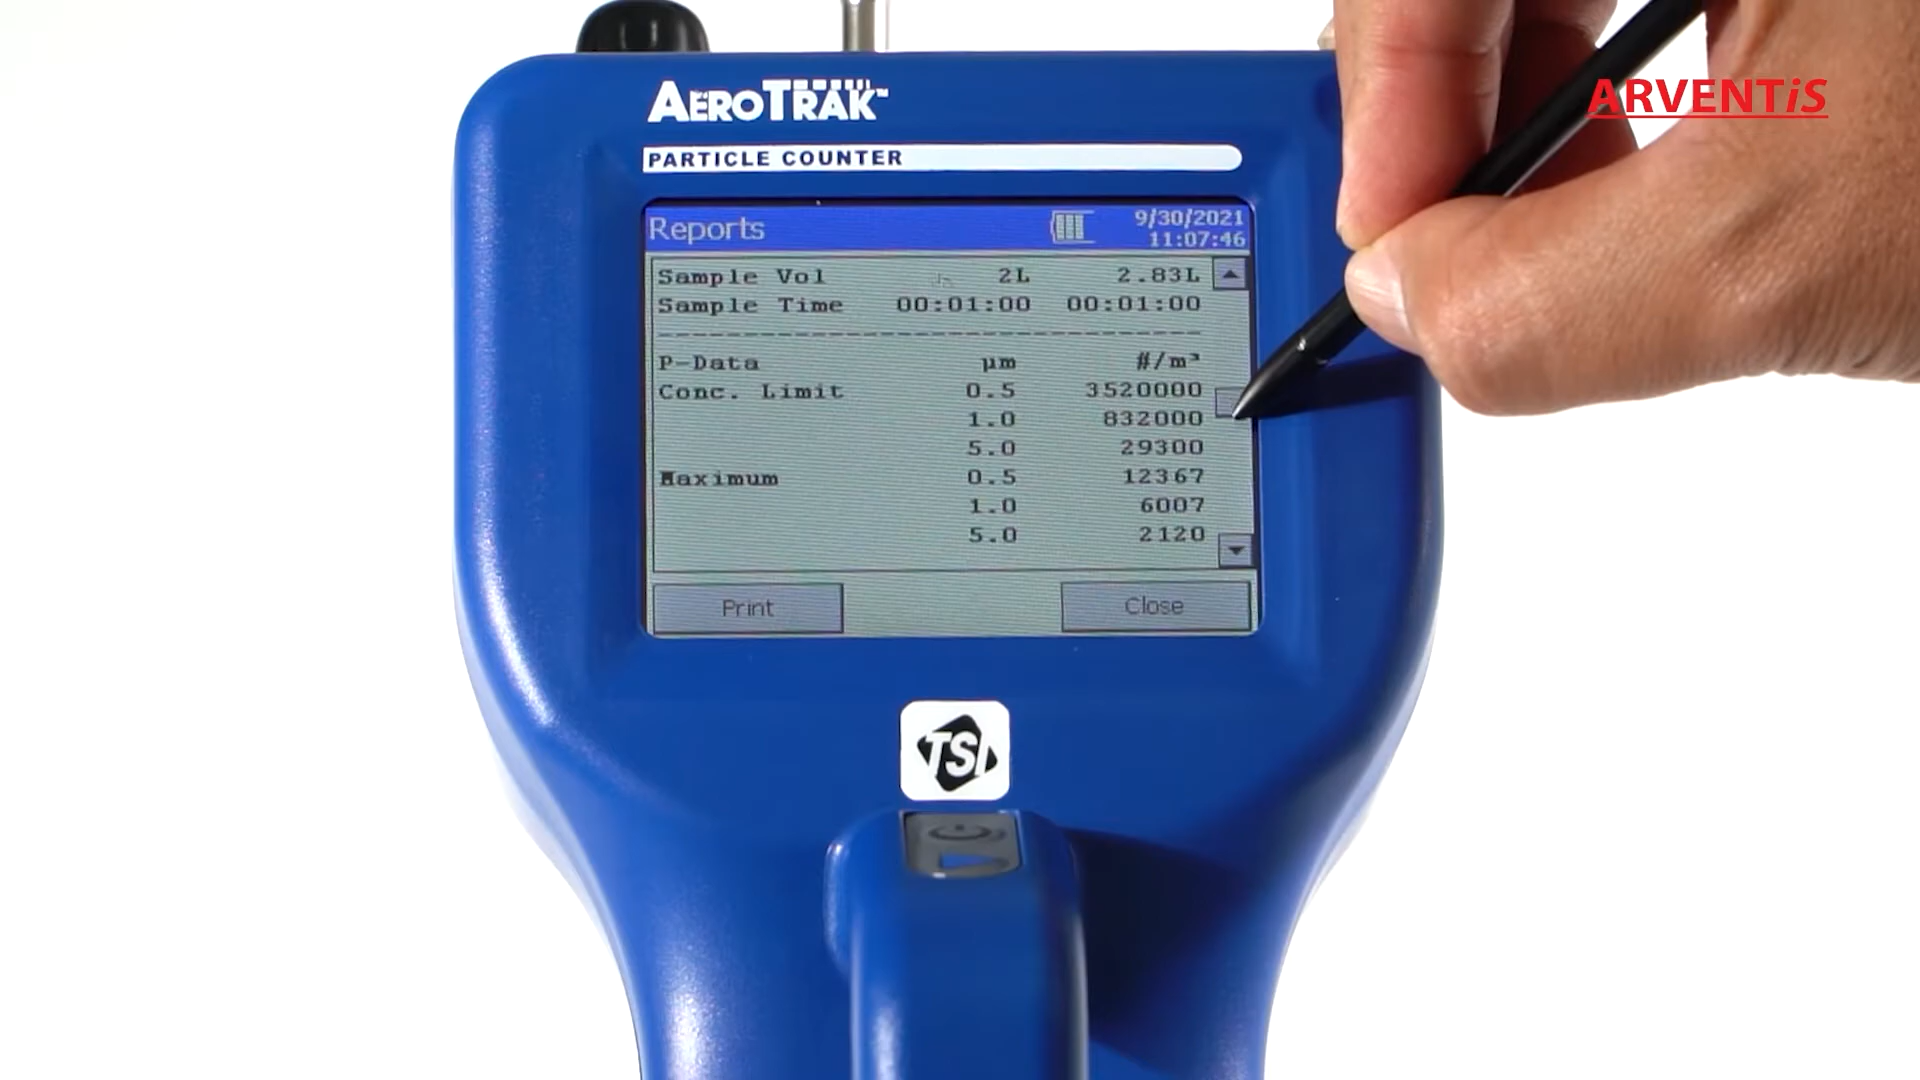 AEROTRAK™
ARVENTiS
PARTICLE COUNTER
Reports
9/30/2021
11:07:46
Sample Vol 2L 2.83L
Sample Time 00:01:00 00:01:00
P-Data µm #/m³
Conc. Limit 0.5 3520000
1.0 832000
5.0 29300
Maximum 0.5 12367
1.0 6007
5.0 2120
Print Close
TSI